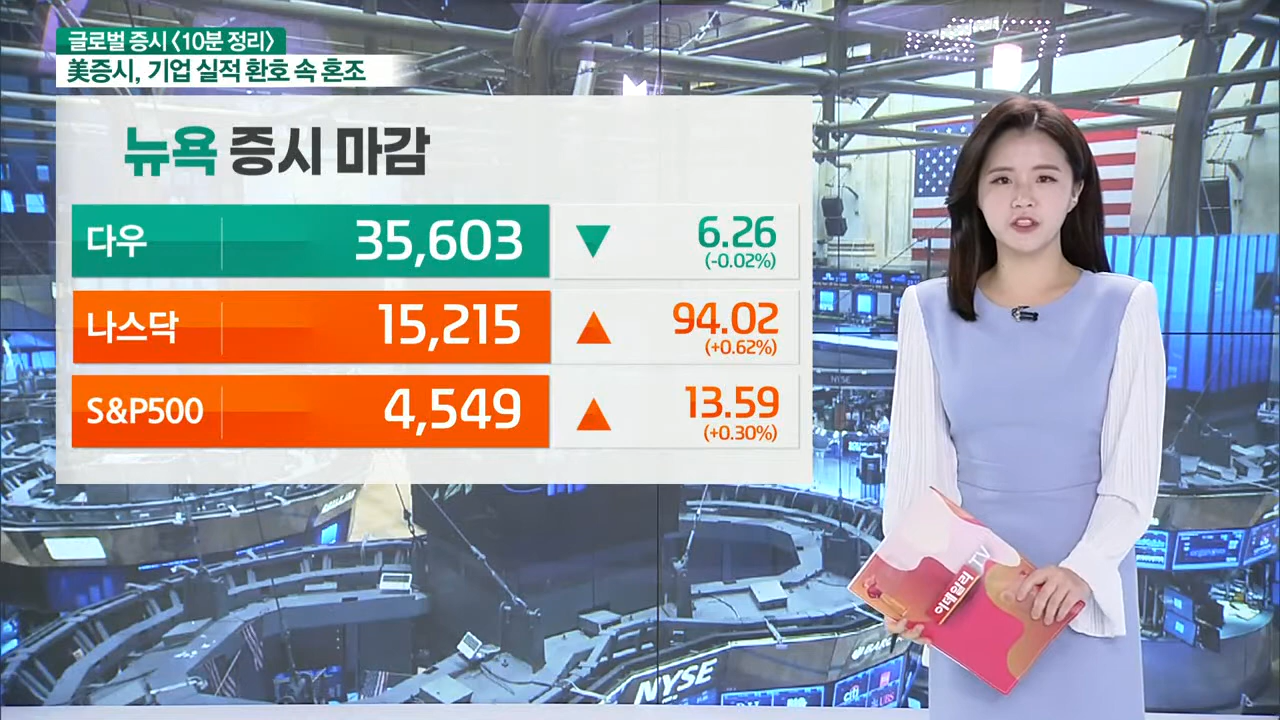 글로벌 증시 <10분 정리>
美증시, 기업 실적 환호 속 혼조
뉴욕 증시 마감
다우 35,603 ▼ 6.26
(-0.02%)
나스닥 15,215 ▲ 94.02
(+0.62%)
S&P500 4,549 ▲ 13.59
(+0.30%)
NYSE
이데일리 TV
NYSE
citi
UBS